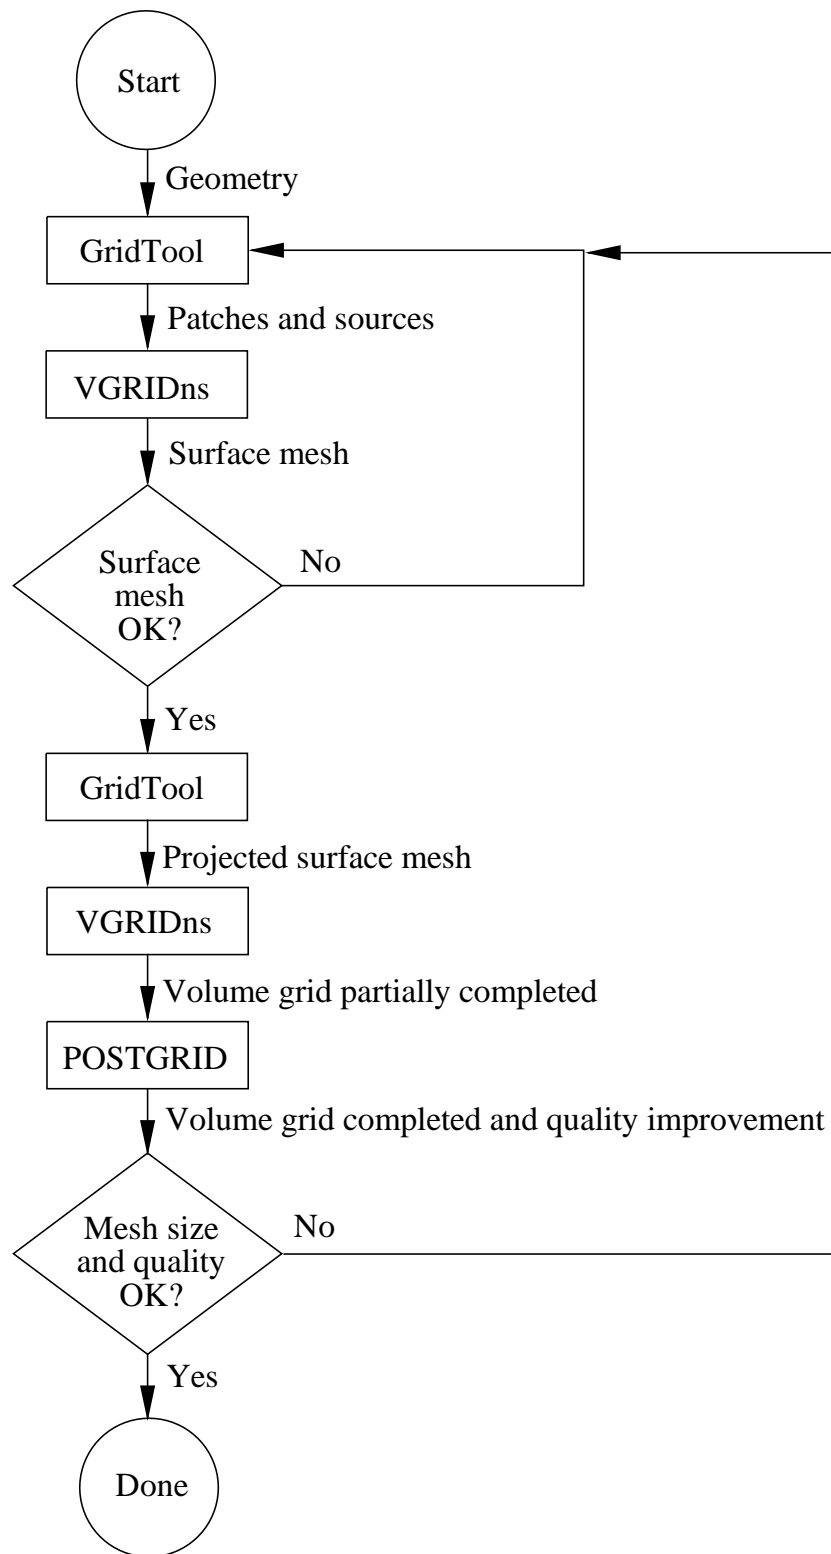 Start
Geometry
GridTool
Patches and sources
VGRIDns
Surface mesh
Surface
mesh
OK?
No
Yes
GridTool
Projected surface mesh
VGRIDns
Volume grid partially completed
POSTGRID
Volume grid completed and quality improvement
Mesh size
and quality
OK?
No
Yes
Done